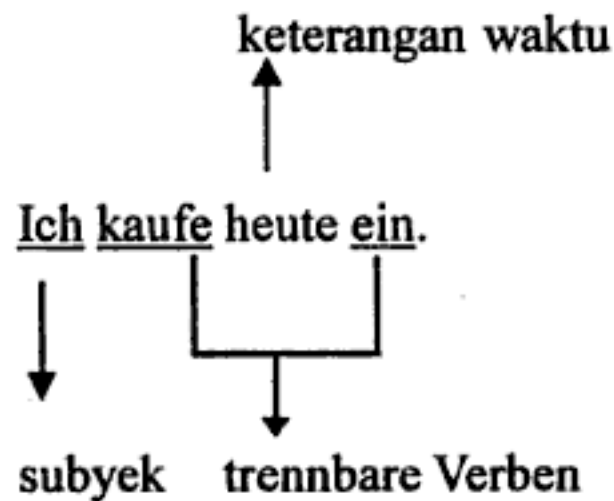 keterangan waktu
Ich kaufe heute ein.
subyek trennbare Verben